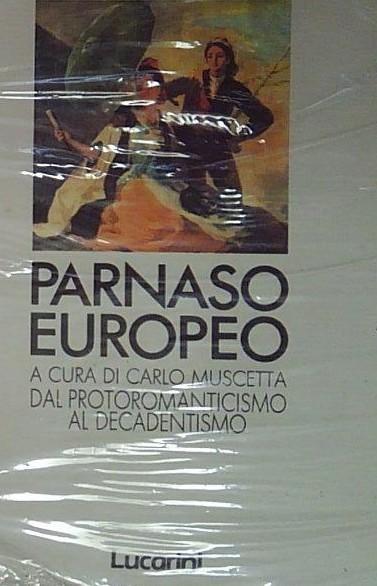 PARNASO
EUROPEO
A CURA DI CARLO MUSCETTA
DAL PROTOROMANTICISMO
AL DECADENTISMO
Lucarini